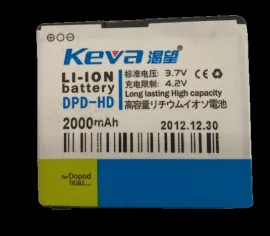 Keva 渴望
LI-ION
battery
DPD-HD
标准电压: 3.7V
充电限制: 4.2V
Long lasting High capacity
高容量リチウムイオン電池
2000mAh 2012.12.30
for Dopod